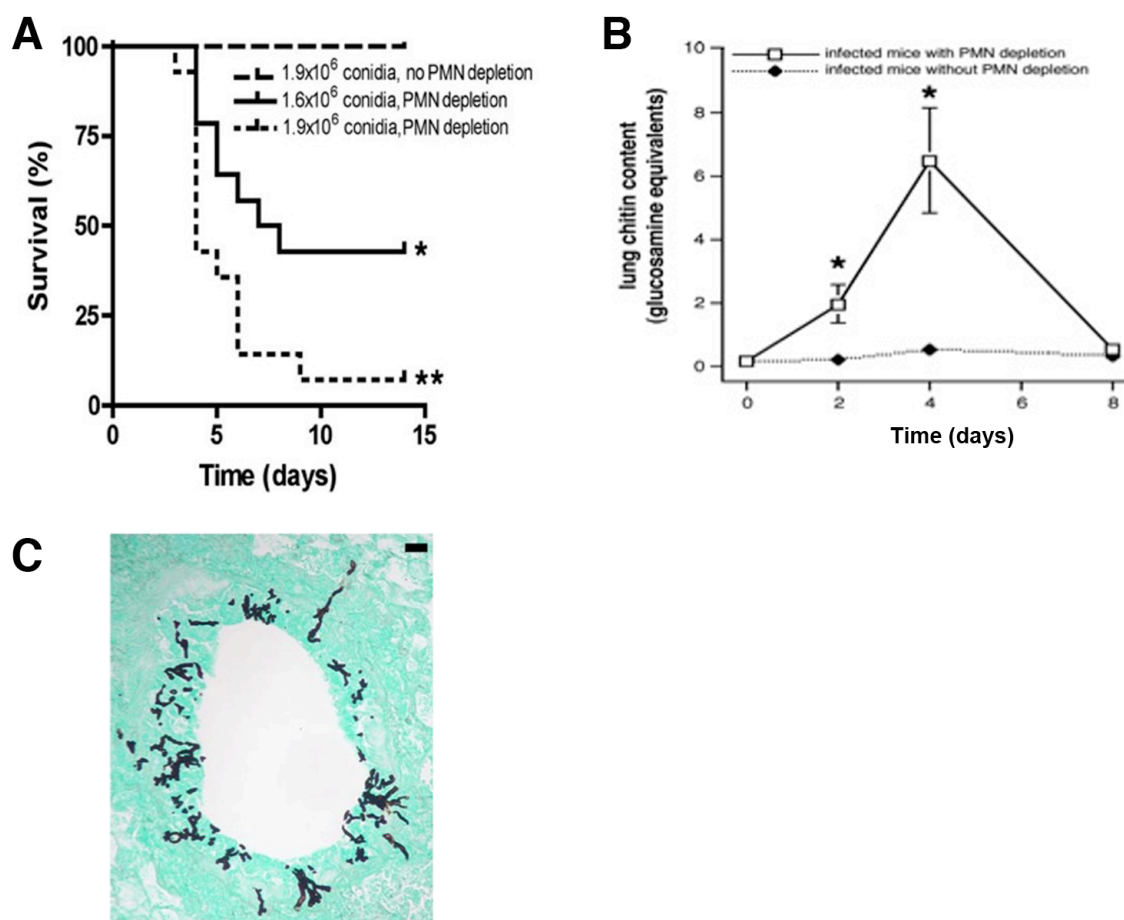 A
100
75
50
25
0
Survival (%)
0 5 10 15
Time (days)
1.9x10⁶ conidia, no PMN depletion
1.6x10⁶ conidia, PMN depletion
1.9x10⁶ conidia, PMN depletion
*
**
B
10
8
6
4
2
0
lung chitin content
(glucosamine equivalents)
infected mice with PMN depletion
infected mice without PMN depletion
*
*
0 2 4 6 8
Time (days)
C